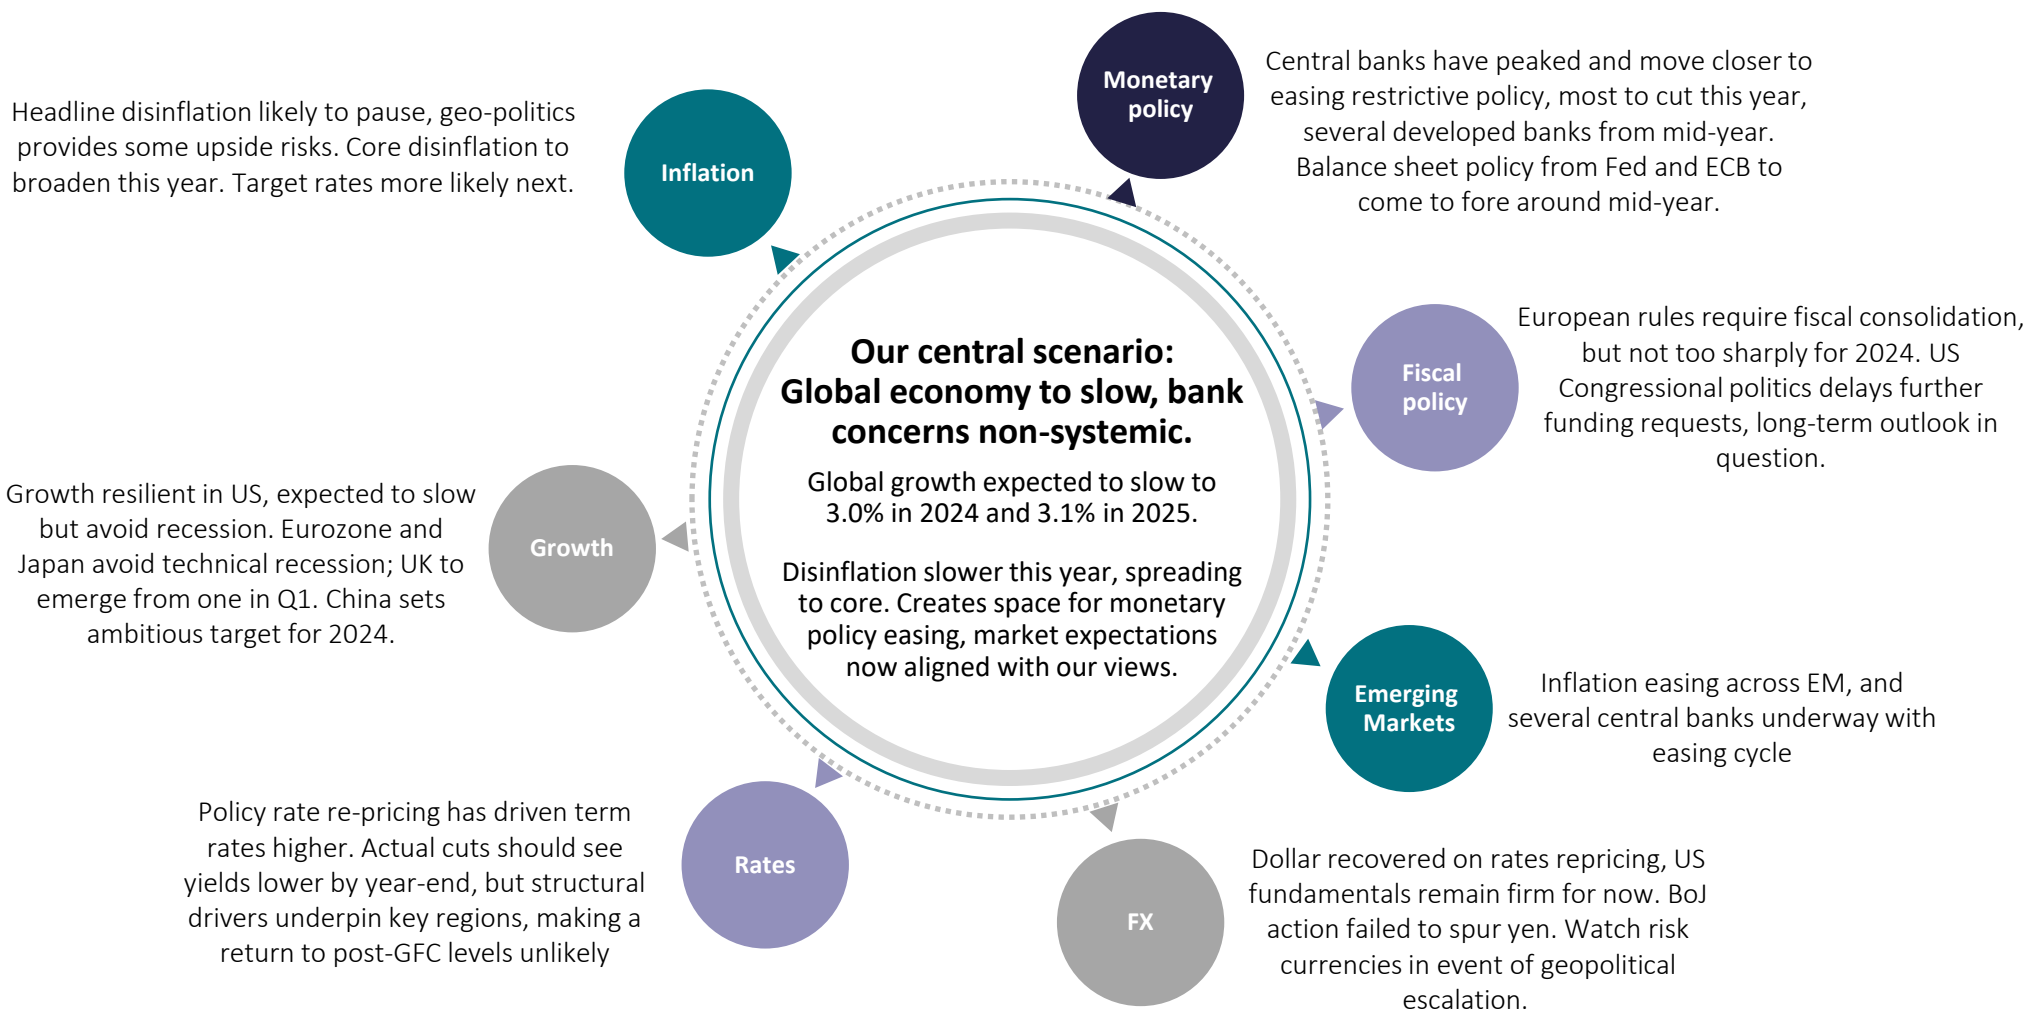 Monetary
policy
Central banks have peaked and move closer to
easing restrictive policy, most to cut this year,
several developed banks from mid-year.
Balance sheet policy from Fed and ECB to
come to fore around mid-year.
Headline disinflation likely to pause, geo-politics
provides some upside risks. Core disinflation to
broaden this year. Target rates more likely next.
Inflation
Our central scenario:
Global economy to slow, bank
concerns non-systemic.
Global growth expected to slow to
3.0% in 2024 and 3.1% in 2025.
Disinflation slower this year, spreading
to core. Creates space for monetary
policy easing, market expectations
now aligned with our views.
Fiscal
policy
European rules require fiscal consolidation,
but not too sharply for 2024. US
Congressional politics delays further
funding requests, long-term outlook in
question.
Growth resilient in US, expected to slow
but avoid recession. Eurozone and
Japan avoid technical recession; UK to
emerge from one in Q1. China sets
ambitious target for 2024.
Growth
Emerging
Markets
Inflation easing across EM, and
several central banks underway with
easing cycle
Policy rate re-pricing has driven term
rates higher. Actual cuts should see
yields lower by year-end, but structural
drivers underpin key regions, making a
return to post-GFC levels unlikely
Rates
FX
Dollar recovered on rates repricing, US
fundamentals remain firm for now. BoJ
action failed to spur yen. Watch risk
currencies in event of geopolitical
escalation.